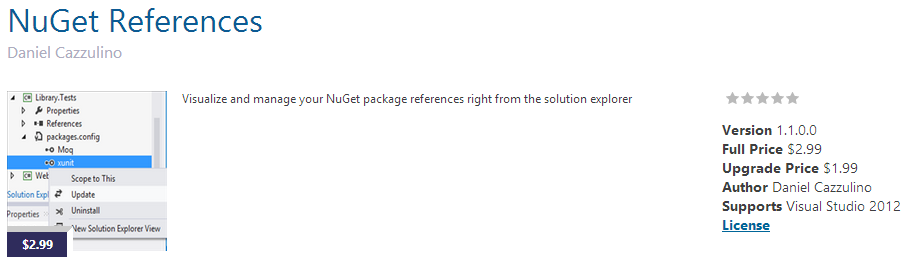 NuGet References
Daniel Cazzulino
Library.Tests
Properties
References
packages.config
Moq
xunit
Web
Scope to This
Solution Expl
Update
Properties
Uninstall
New Solution Explorer View
$2.99
Visualize and manage your NuGet package references right from the solution explorer
Version 1.1.0.0
Full Price $2.99
Upgrade Price $1.99
Author Daniel Cazzulino
Supports Visual Studio 2012
License